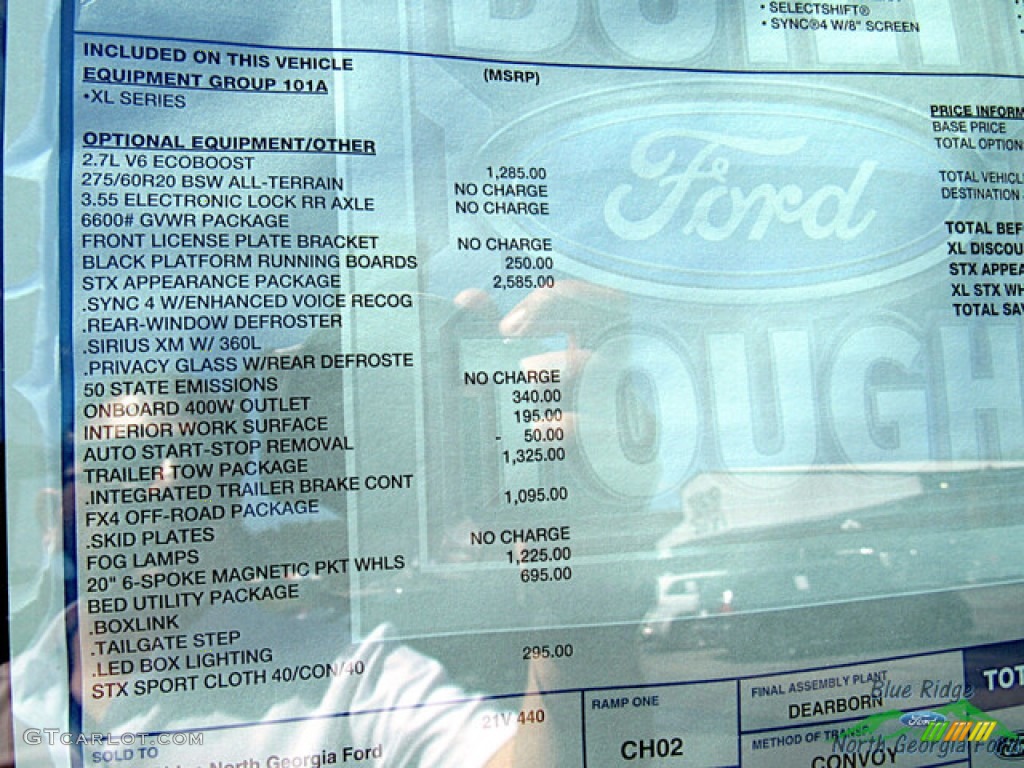 • SELECTSHIFT®
• SYNC®4 W/8" SCREEN
INCLUDED ON THIS VEHICLE
(MSRP)
EQUIPMENT GROUP 101A
•XL SERIES
OPTIONAL EQUIPMENT/OTHER
2.7L V6 ECOBOOST 1,285.00
275/60R20 BSW ALL-TERRAIN NO CHARGE
3.55 ELECTRONIC LOCK RR AXLE NO CHARGE
6600# GVWR PACKAGE
FRONT LICENSE PLATE BRACKET NO CHARGE
BLACK PLATFORM RUNNING BOARDS 250.00
STX APPEARANCE PACKAGE 2,585.00
.SYNC 4 W/ENHANCED VOICE RECOG
.REAR-WINDOW DEFROSTER
.SIRIUS XM W/ 360L
.PRIVACY GLASS W/REAR DEFROSTE
50 STATE EMISSIONS NO CHARGE
ONBOARD 400W OUTLET 340.00
INTERIOR WORK SURFACE 195.00
AUTO START-STOP REMOVAL - 50.00
TRAILER TOW PACKAGE 1,325.00
.INTEGRATED TRAILER BRAKE CONT
FX4 OFF-ROAD PACKAGE 1,095.00
.SKID PLATES
FOG LAMPS NO CHARGE
20" 6-SPOKE MAGNETIC PKT WHLS 1,225.00
BED UTILITY PACKAGE 695.00
.BOXLINK
.TAILGATE STEP
.LED BOX LIGHTING
STX SPORT CLOTH 40/CON/40 295.00
PRICE INFORM
BASE PRICE
TOTAL OPTION
TOTAL VEHICL
DESTINATION
TOTAL BEF
XL DISCOU
STX APPEA
XL STX WH
TOTAL SAV
Ford
TOUGH
21V 440
SOLD TO
North Georgia Ford
RAMP ONE
CH02
FINAL ASSEMBLY PLANT
DEARBORN
METHOD OF
CONVOY
TOT
Blue Ridge
Ford
North Georgia Ford
GTcarlot.com